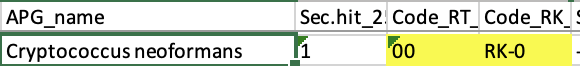 APG_name Sec.hit_2 Code_RT_ Code_RK_
Cryptococcus neoformans 1 00 RK-0